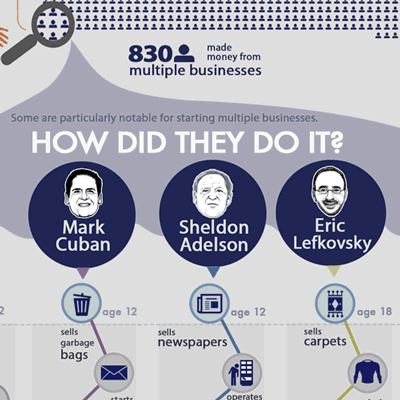 830 made
money from
multiple businesses
Some are particularly notable for starting multiple businesses.
HOW DID THEY DO IT?
Mark
Cuban
Sheldon
Adelson
Eric
Lefkovsky
2
age 12
age 12
age 18
sells
garbage
bags
sells
newspapers
sells
carpets
starts
operates